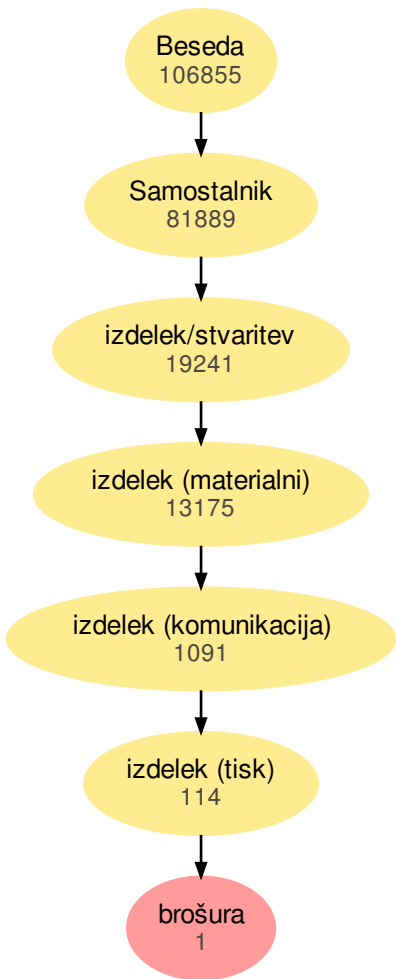 Beseda
106855
Samostalnik
81889
izdelek/stvaritev
19241
izdelek (materialni)
13175
izdelek (komunikacija)
1091
izdelek (tisk)
114
brošura
1